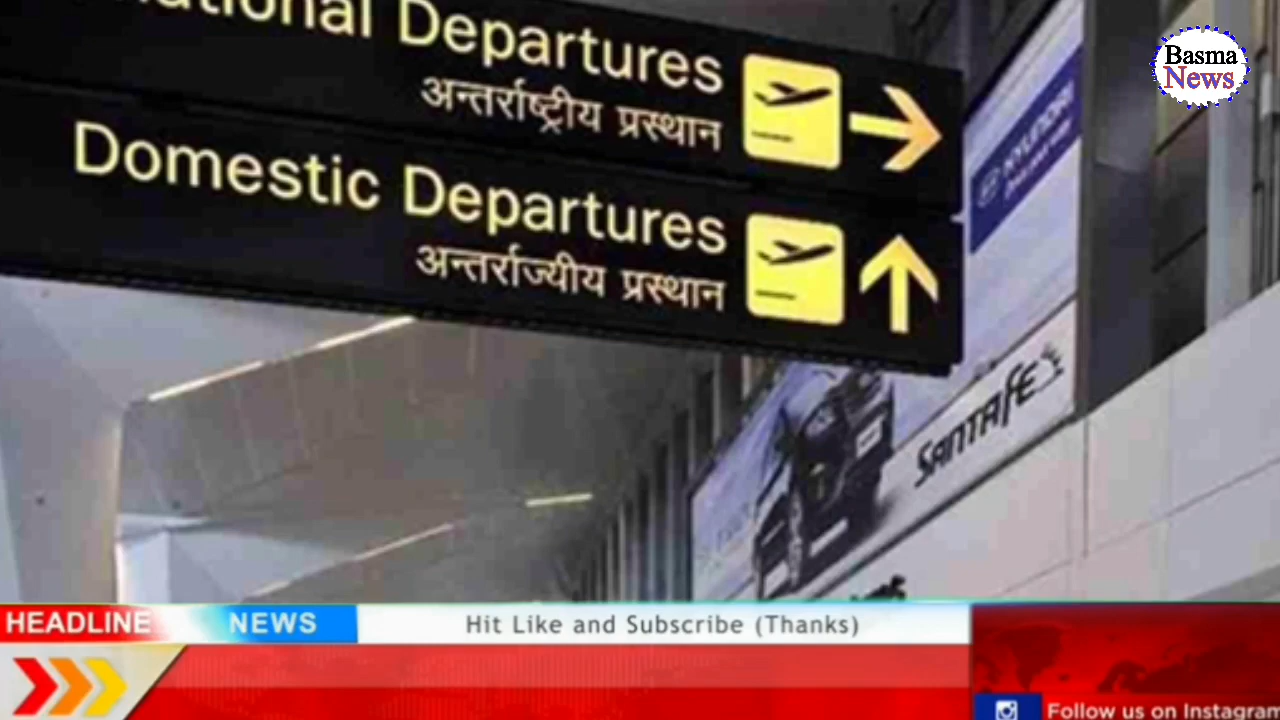 Departures
अन्तर्राष्ट्रीय प्रस्थान
Domestic Departures
अन्तर्राज्यीय प्रस्थान
Basma
News
HYUNDAI
SANTAFE
HEADLINE NEWS
Hit Like and Subscribe (Thanks)
Follow us on Instagram